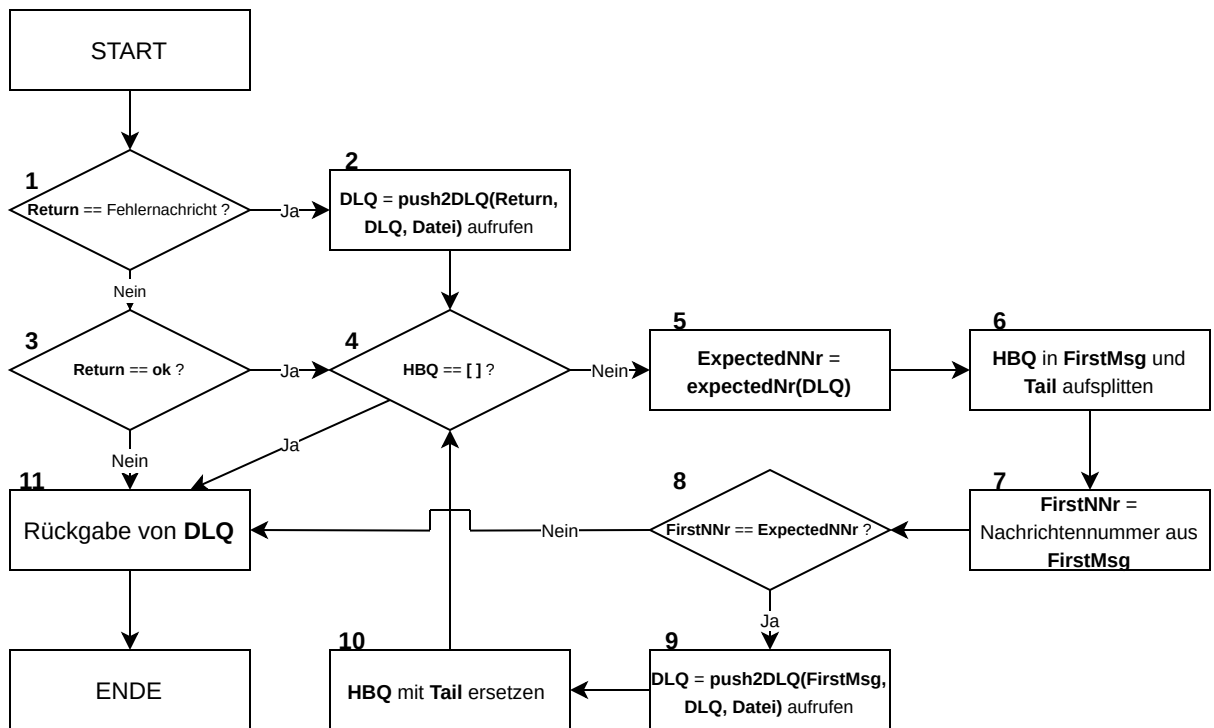 START
1
Return == Fehlernachricht ?
Ja
2
DLQ = push2DLQ(Return,
DLQ, Datei) aufrufen
Nein
3
Return == ok ?
Ja
4
HBQ == [ ] ?
Nein
5
ExpectedNNr =
expectedNr(DLQ)
6
HBQ in FirstMsg und
Tail aufsplitten
Ja
Nein
11
Rückgabe von DLQ
Nein
8
FirstNNr == ExpectedNNr ?
7
FirstNNr =
Nachrichtennummer aus
FirstMsg
Ja
ENDE
10
HBQ mit Tail ersetzen
9
DLQ = push2DLQ(FirstMsg,
DLQ, Datei) aufrufen